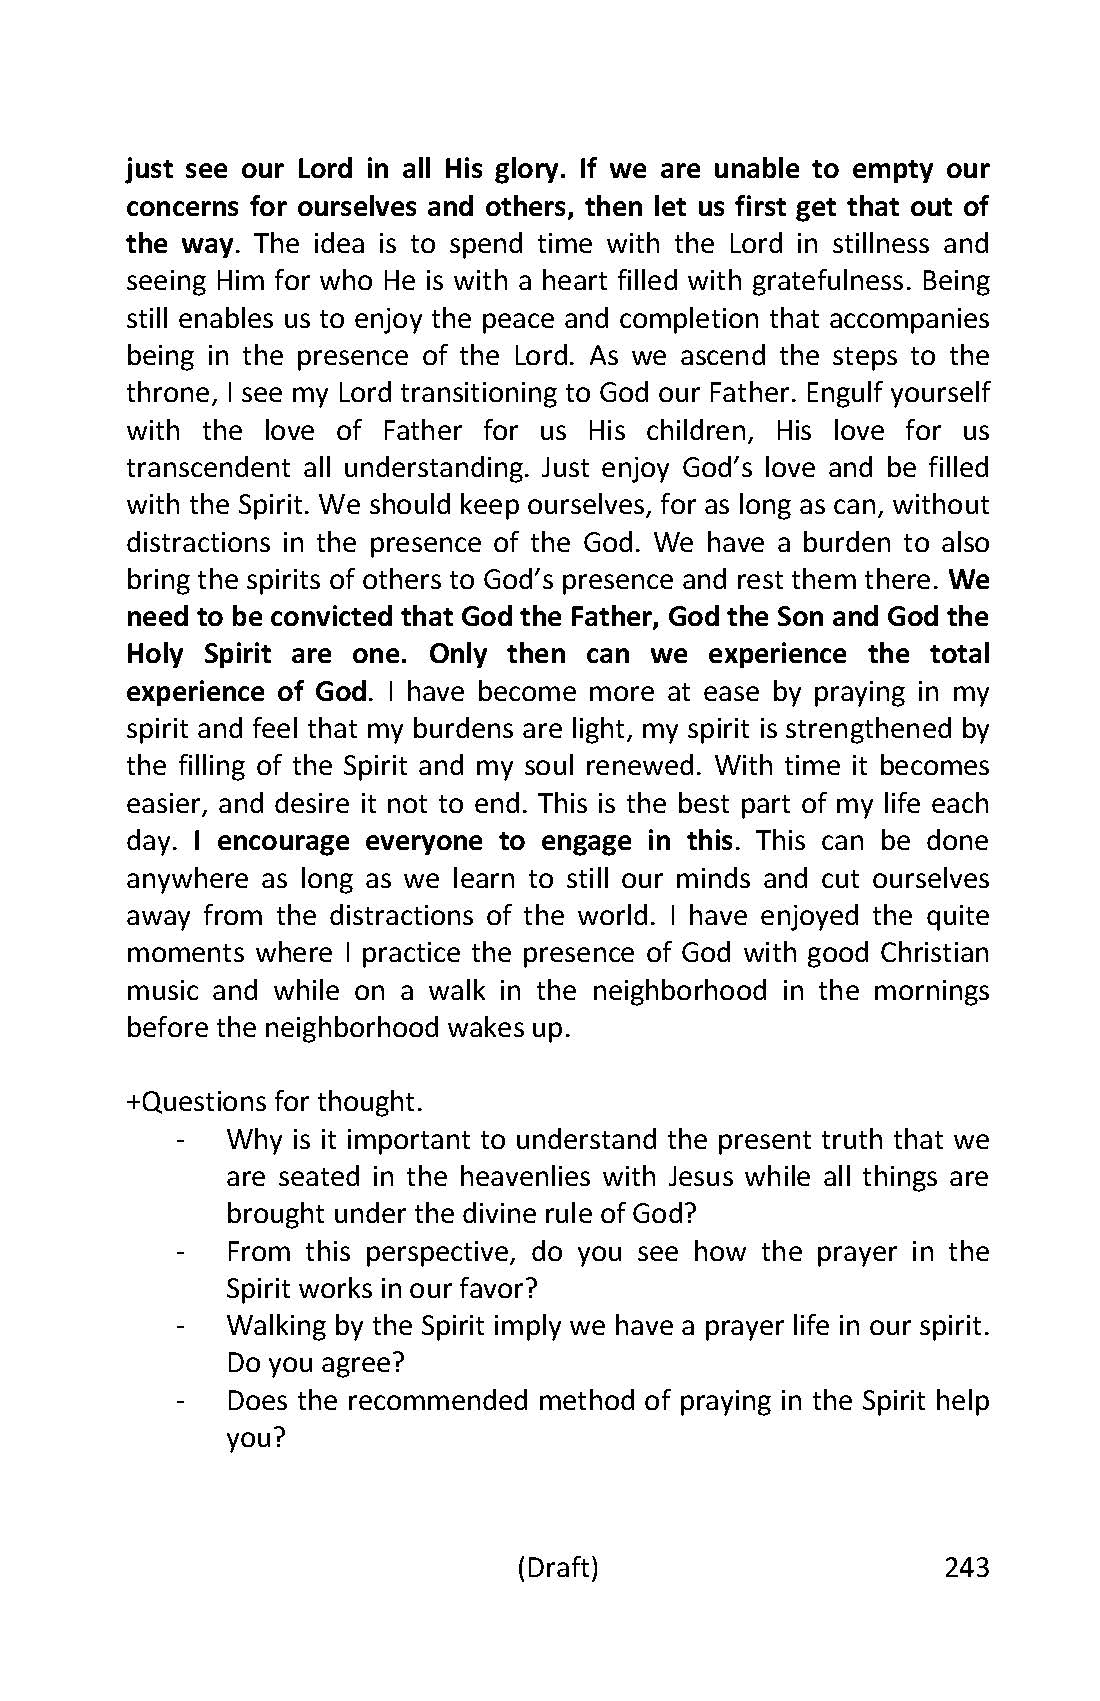 just see our Lord in all His glory. If we are unable to empty our
concerns for ourselves and others, then let us first get that out of
the way. The idea is to spend time with the Lord in stillness and
seeing Him for who He is with a heart filled with gratefulness. Being
still enables us to enjoy the peace and completion that accompanies
being in the presence of the Lord. As we ascend the steps to the
throne, I see my Lord transitioning to God our Father. Engulf yourself
with the love of Father for us His children, His love for us
transcendent all understanding. Just enjoy God’s love and be filled
with the Spirit. We should keep ourselves, for as long as can, without
distractions in the presence of the God. We have a burden to also
bring the spirits of others to God’s presence and rest them there. We
need to be convicted that God the Father, God the Son and God the
Holy Spirit are one. Only then can we experience the total
experience of God. I have become more at ease by praying in my
spirit and feel that my burdens are light, my spirit is strengthened by
the filling of the Spirit and my soul renewed. With time it becomes
easier, and desire it not to end. This is the best part of my life each
day. I encourage everyone to engage in this. This can be done
anywhere as long as we learn to still our minds and cut ourselves
away from the distractions of the world. I have enjoyed the quite
moments where I practice the presence of God with good Christian
music and while on a walk in the neighborhood in the mornings
before the neighborhood wakes up.
+Questions for thought.
- Why is it important to understand the present truth that we
are seated in the heavenlies with Jesus while all things are
brought under the divine rule of God?
- From this perspective, do you see how the prayer in the
Spirit works in our favor?
- Walking by the Spirit imply we have a prayer life in our spirit.
Do you agree?
- Does the recommended method of praying in the Spirit help
you?
(Draft) 243